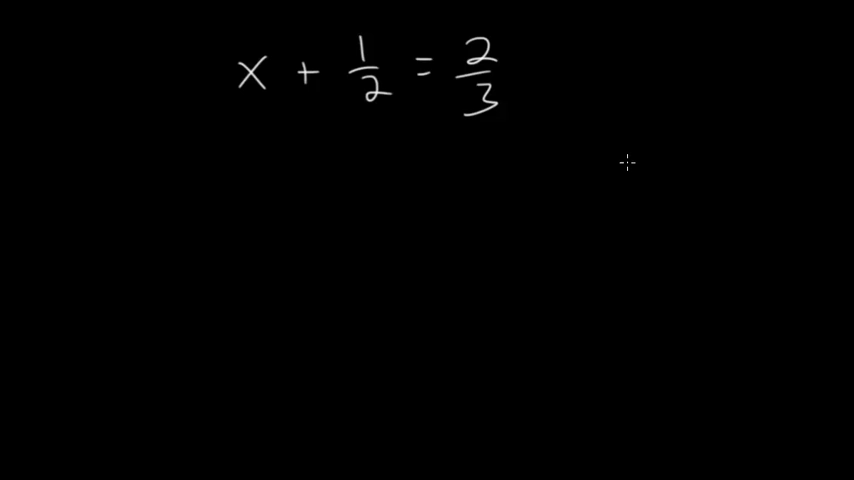 x + 1/2 = 2/3